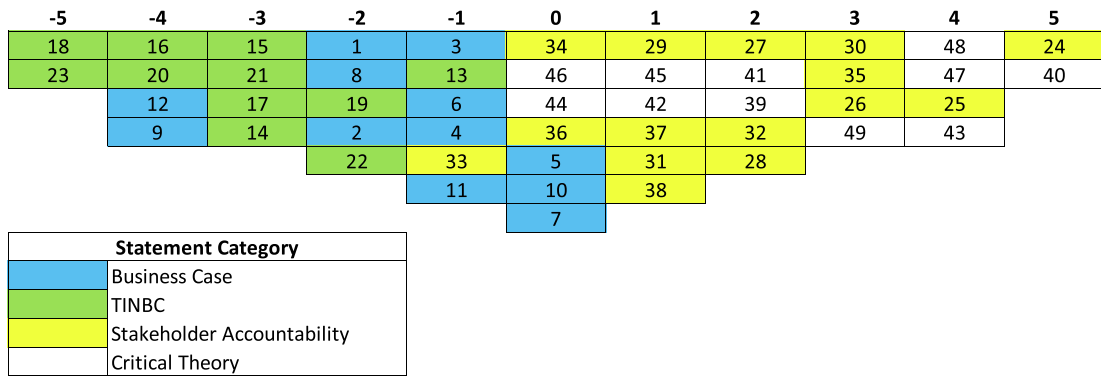 -5 -4 -3 -2 -1 0 1 2 3 4 5
18 16 15 1 3 34 29 27 30 48 24
23 20 21 8 13 46 45 41 35 47 40
12 17 19 6 44 42 39 26 25
9 14 2 4 36 37 32 49 43
22 33 5 31 28
11 10 38
7
Statement Category
Business Case
TINBC
Stakeholder Accountability
Critical Theory